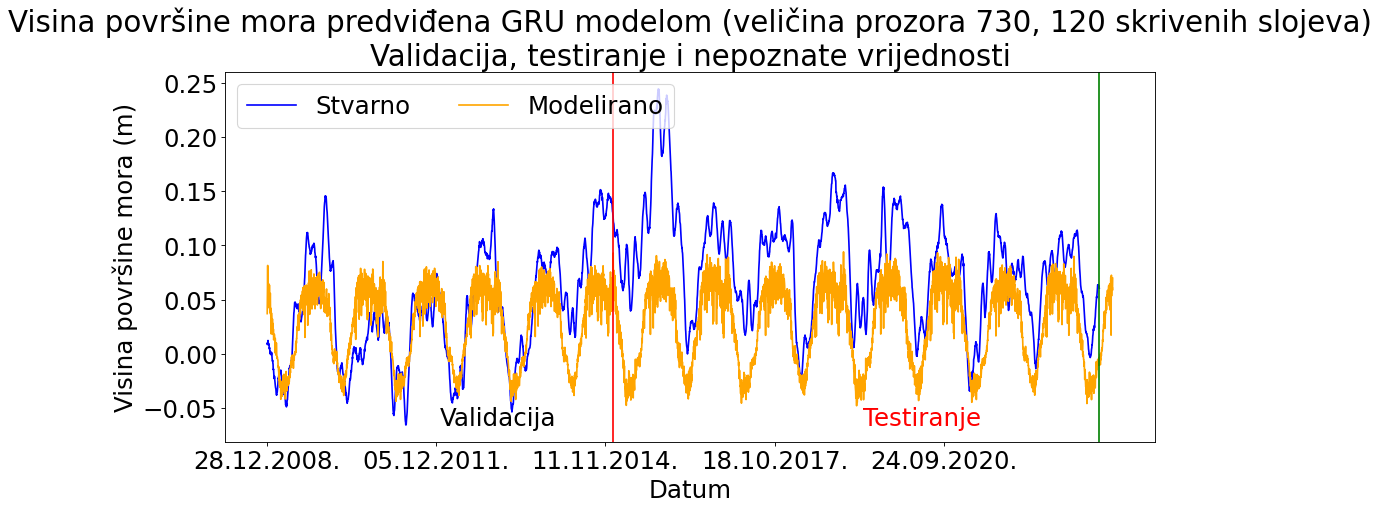 Visina površine mora predviđena GRU modelom (veličina prozora 730, 120 skrivenih slojeva)
Validacija, testiranje i nepoznate vrijednosti
Stvarno
Modelirano
Visina površine mora (m)
0.25
0.20
0.15
0.10
0.05
0.00
−0.05
Validacija
Testiranje
28.12.2008.
05.12.2011.
11.11.2014.
18.10.2017.
24.09.2020.
Datum